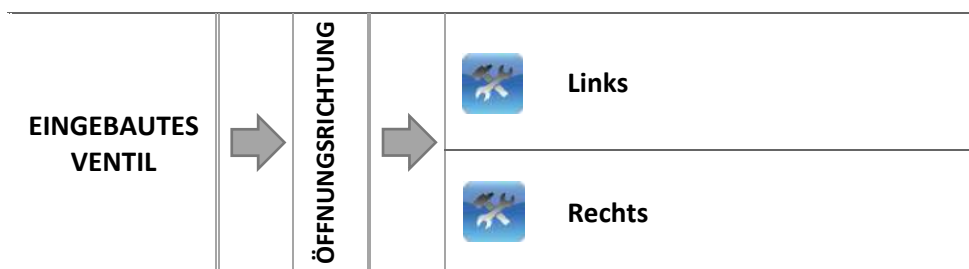 EINGEBAUTES
VENTIL
ÖFFNUNGSRICHTUNG
Links
Rechts